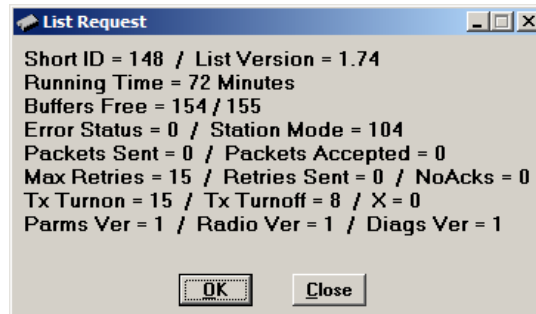 List Request
Short ID = 148 / List Version = 1.74
Running Time = 72 Minutes
Buffers Free = 154 / 155
Error Status = 0 / Station Mode = 104
Packets Sent = 0 / Packets Accepted = 0
Max Retries = 15 / Retries Sent = 0 / NoAcks = 0
Tx Turnon = 15 / Tx Turnoff = 8 / X = 0
Parms Ver = 1 / Radio Ver = 1 / Diags Ver = 1
OK Close